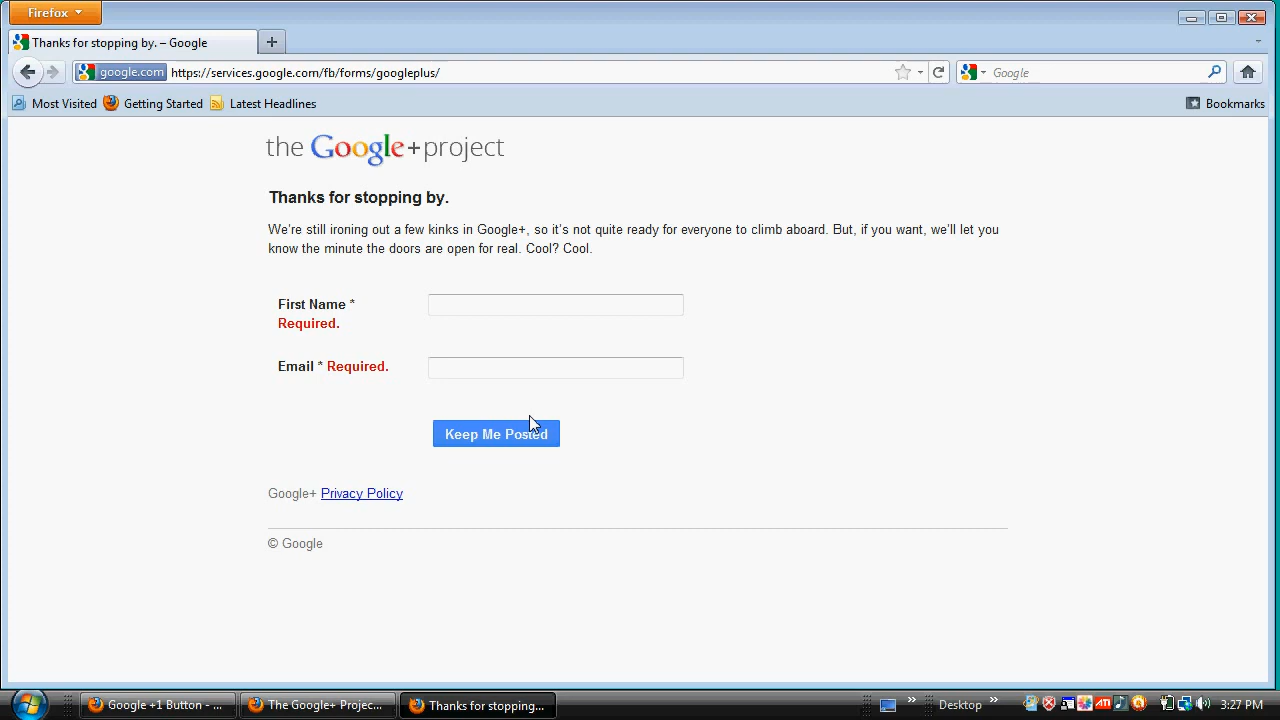 Firefox
Thanks for stopping by. – Google
google.com https://services.google.com/fb/forms/googleplus/
Google
Most Visited Getting Started Latest Headlines Bookmarks
the Google+project
Thanks for stopping by.
We're still ironing out a few kinks in Google+, so it's not quite ready for everyone to climb aboard. But, if you want, we'll let you
know the minute the doors are open for real. Cool? Cool.
First Name *
Required.
Email * Required.
Keep Me Posted
Google+ Privacy Policy
© Google
Google +1 Button - ... The Google+ Projec... Thanks for stopping... » Desktop » ATI 3:27 PM